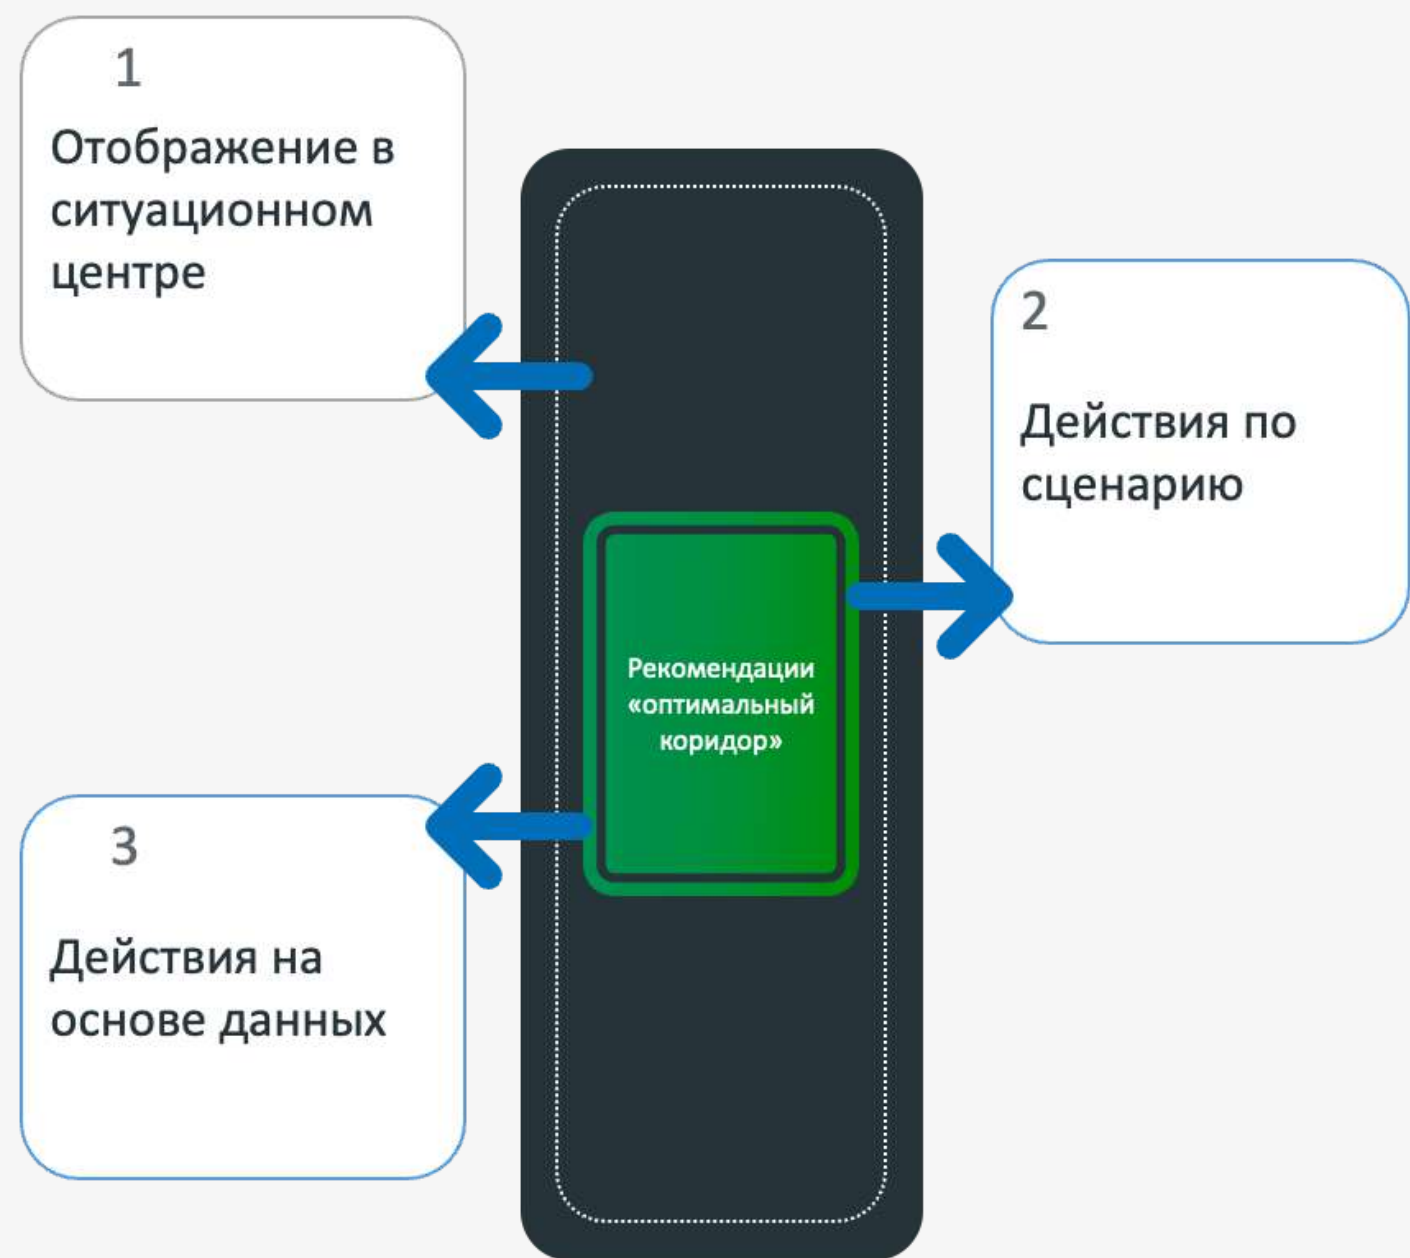 1
Отображение в
ситуационном
центре
2
Действия по
сценарию
Рекомендации
«оптимальный
коридор»
3
Действия на
основе данных